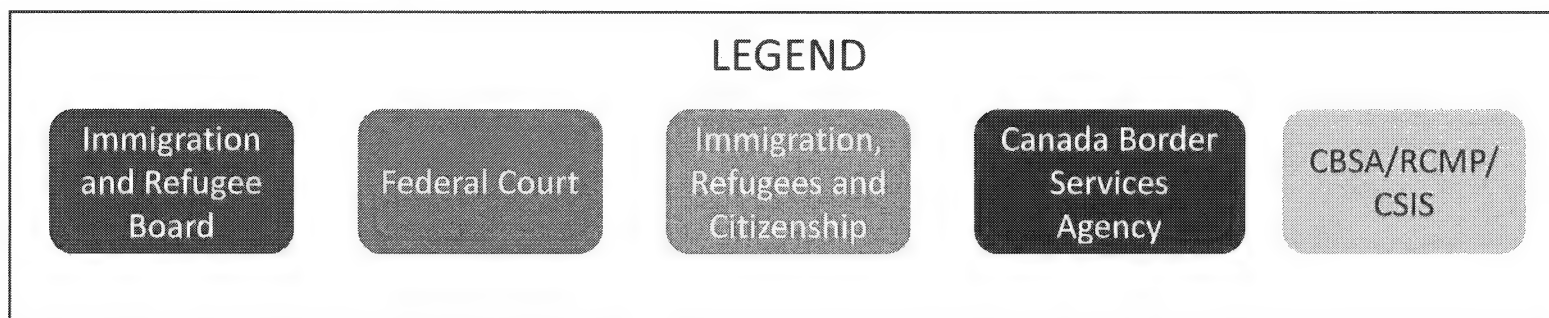 LEGEND
Immigration
and Refugee
Board
Federal Court
Immigration,
Refugees and
Citizenship
Canada Border
Services
Agency
CBSA/RCMP/
CSIS